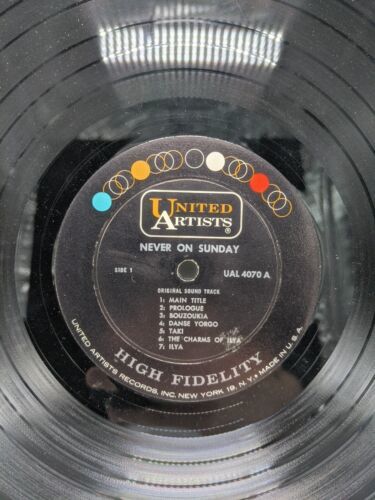 UNITED
ARTISTS®
NEVER ON SUNDAY
SIDE 1
UAL 4070 A
ORIGINAL SOUND TRACK
1: MAIN TITLE
2: PROLOGUE
3: BOUZOUKIA
4: DANSE YORGO
5: TAKI
6: THE CHARMS OF ILYA
7: ILYA
HIGH FIDELITY
UNITED ARTISTS RECORDS, INC. NEW YORK 19, N.Y. • MADE IN U.S.A.